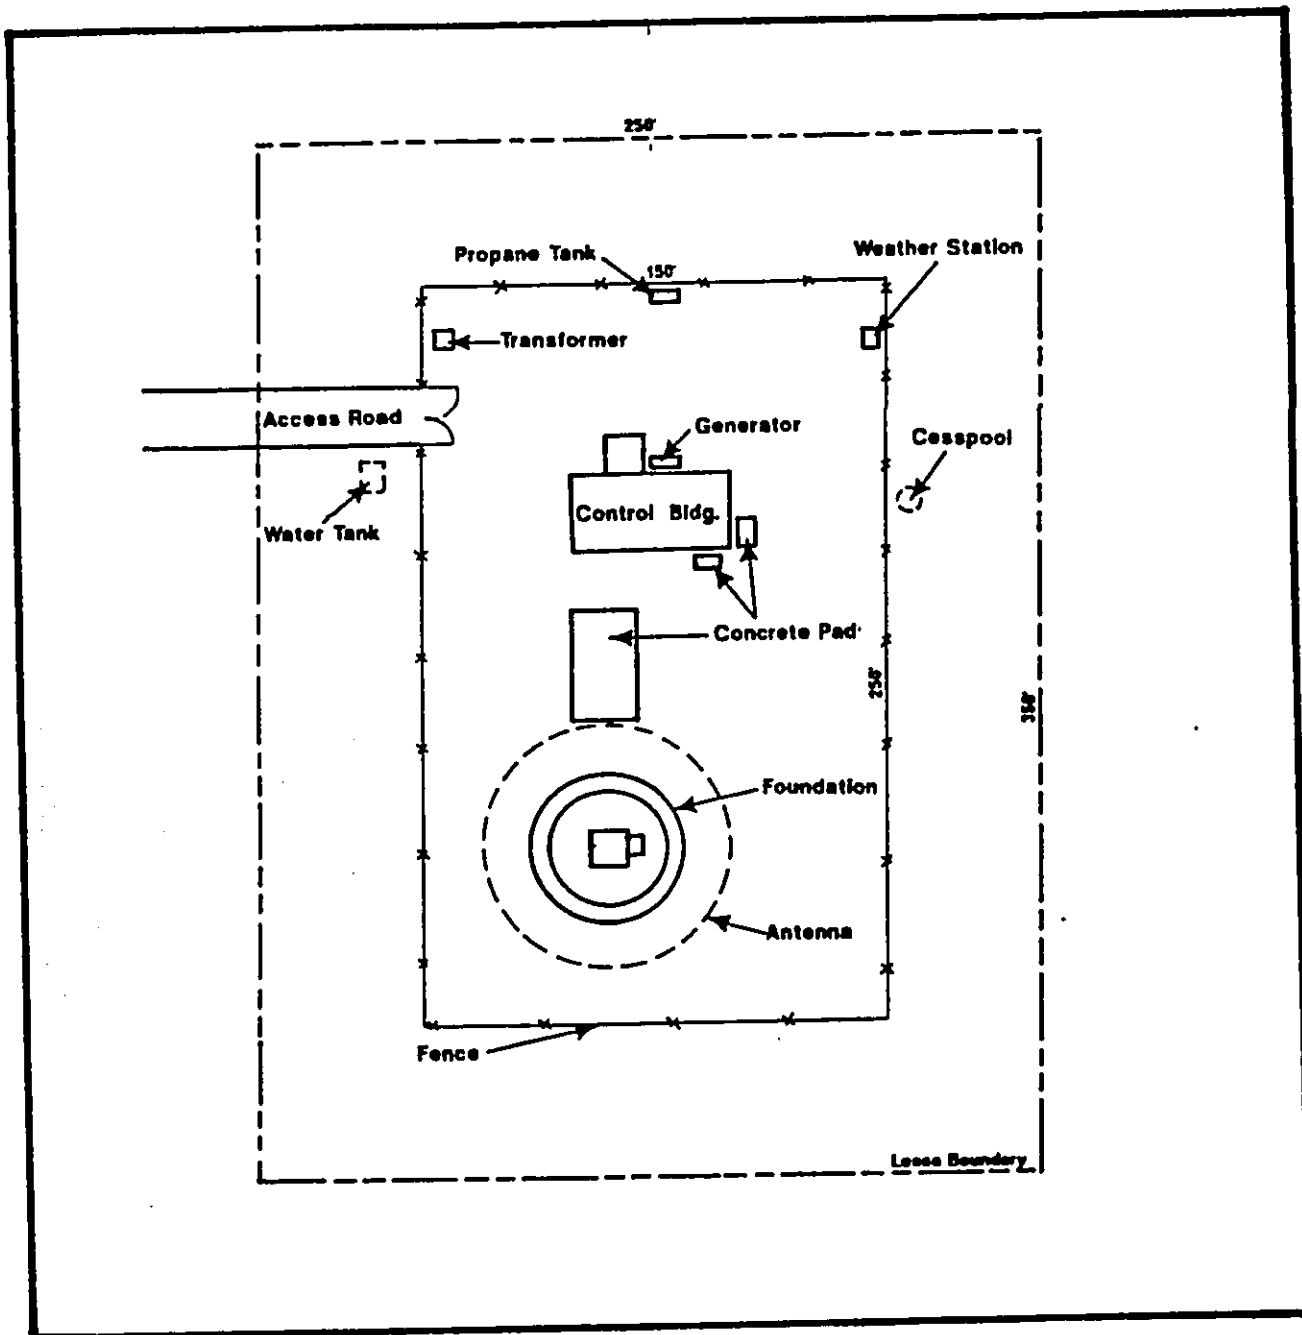 250'
Propane Tank
150'
Weather Station
Transformer
Access Road
Generator
Cesspool
Control Bldg.
Water Tank
Concrete Pad
250'
350'
Foundation
Antenna
Fence
Lease Boundary